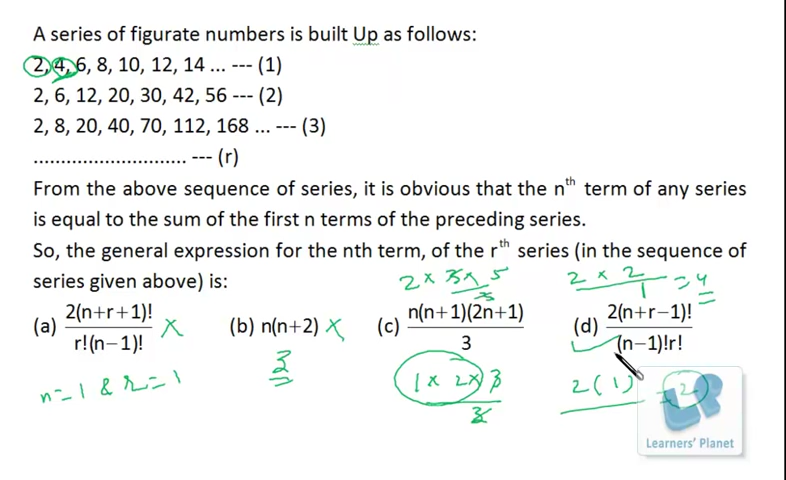 A series of figurate numbers is built Up as follows:
2, 4, 6, 8, 10, 12, 14 ... --- (1)
2, 6, 12, 20, 30, 42, 56 --- (2)
2, 8, 20, 40, 70, 112, 168 ... --- (3)
............................ --- (r)
From the above sequence of series, it is obvious that the nth term of any series
is equal to the sum of the first n terms of the preceding series.
So, the general expression for the nth term, of the rth series (in the sequence of
series given above) is:
2 × 3 × 5 / 3
2 × 2 / 1 = 4
(a) 2(n+r+1)! / r!(n−1)! ✗ (b) n(n+2) ✗ (c) n(n+1)(2n+1) / 3 (d) 2(n+r−1)! / (n−1)!r!
n=1 & r=1
3
1 × 2 × 3 / 3
2(1) = 2
LP
Learners' Planet